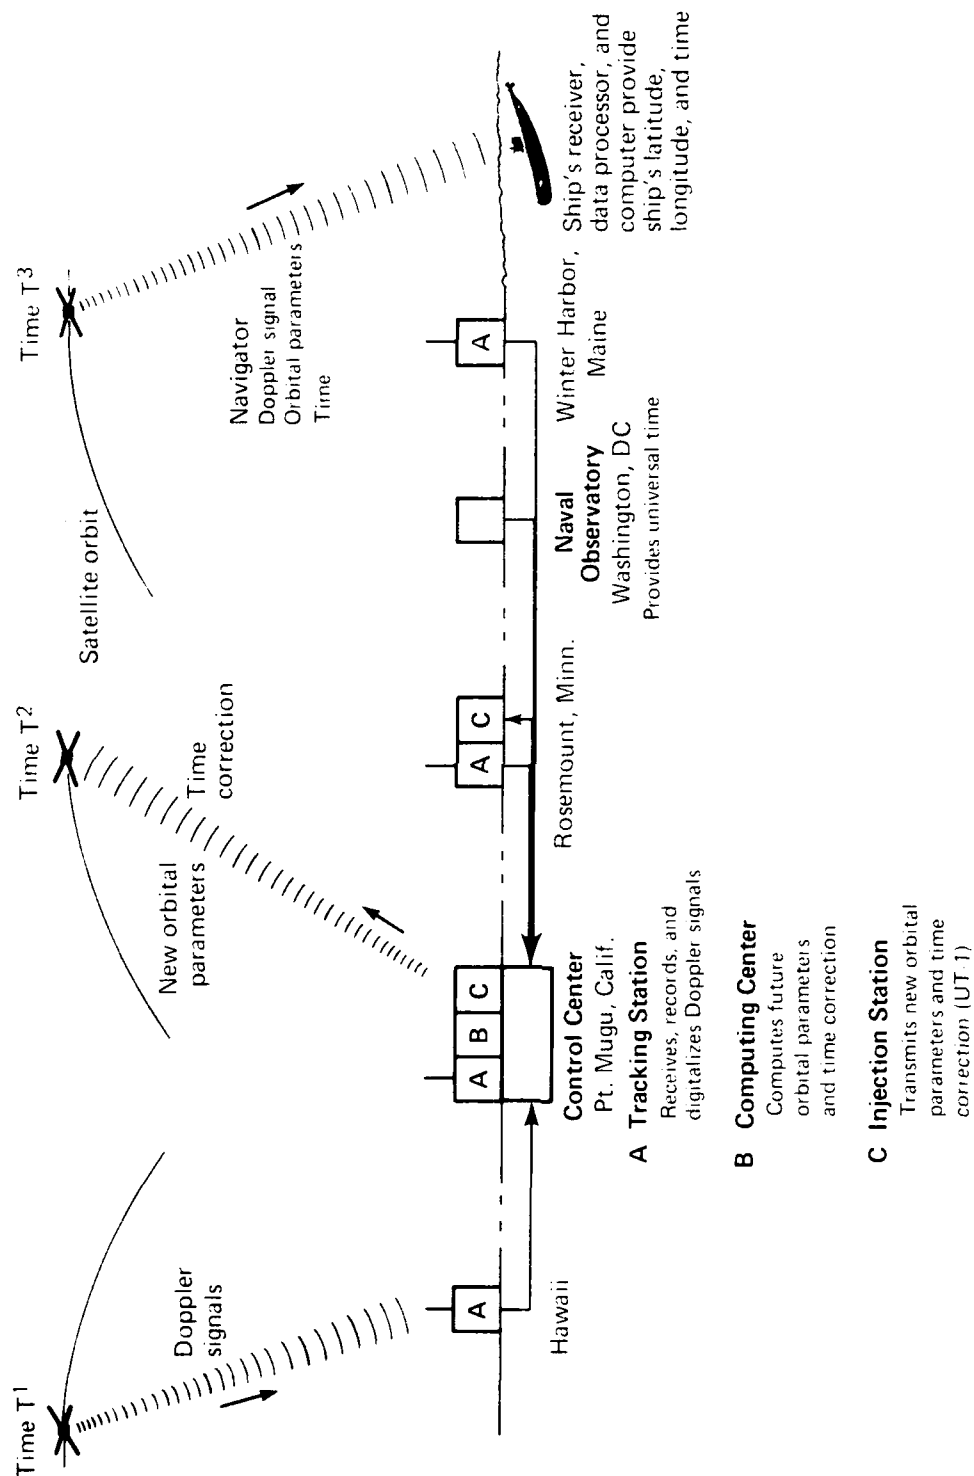 Time T1
Time T2
Time T3
Satellite orbit
Doppler
signals
New orbital
parameters
Time
correction
Navigator
Doppler signal
Orbital parameters
Time
A
A
B
C
A
C
A
Hawaii
Control Center
Pt. Mugu, Calif.
Rosemount, Minn.
Naval
Observatory
Washington, DC
Provides universal time
Winter Harbor,
Maine
Ship's receiver,
data processor, and
computer provide
ship's latitude,
longitude, and time
A Tracking Station
Receives, records, and
digitalizes Doppler signals
B Computing Center
Computes future
orbital parameters
and time correction
C Injection Station
Transmits new orbital
parameters and time
correction (UT-1)